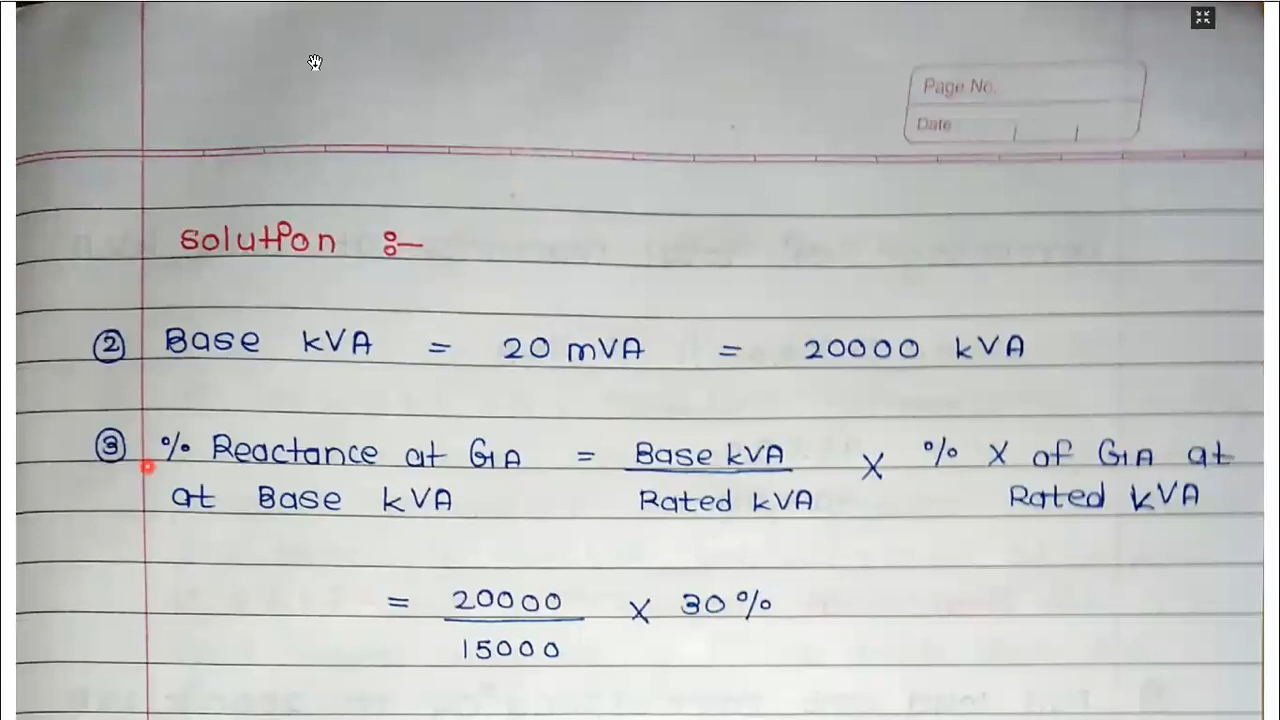 Page No.
Date
Solution :-
② Base kVA = 20 mVA = 20000 kVA
③ % Reactance at GA = Base kVA / Rated kVA X % X of GA at
at Base kVA Rated kVA
= 20000 / 15000 X 30%